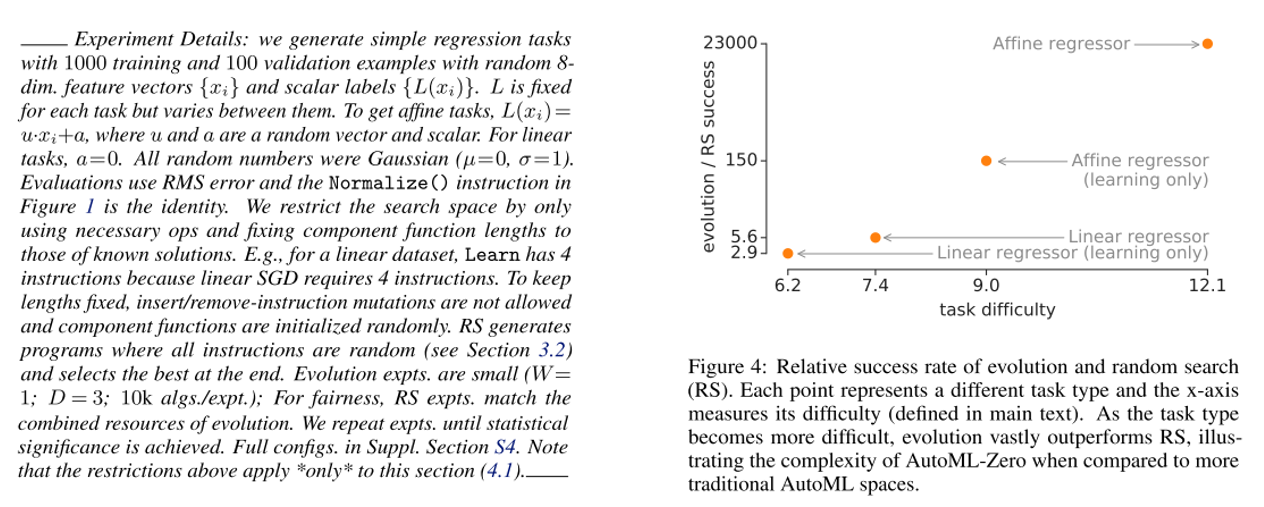 ____ Experiment Details: we generate simple regression tasks
with 1000 training and 100 validation examples with random 8-
dim. feature vectors {xᵢ} and scalar labels {L(xᵢ)}. L is fixed
for each task but varies between them. To get affine tasks, L(xᵢ)=
u·xᵢ+a, where u and a are a random vector and scalar. For linear
tasks, a=0. All random numbers were Gaussian (μ=0, σ=1).
Evaluations use RMS error and the Normalize() instruction in
Figure 1 is the identity. We restrict the search space by only
using necessary ops and fixing component function lengths to
those of known solutions. E.g., for a linear dataset, Learn has 4
instructions because linear SGD requires 4 instructions. To keep
lengths fixed, insert/remove-instruction mutations are not allowed
and component functions are initialized randomly. RS generates
programs where all instructions are random (see Section 3.2)
and selects the best at the end. Evolution expts. are small (W=
1; D=3; 10k algs./expt.); For fairness, RS expts. match the
combined resources of evolution. We repeat expts. until statistical
significance is achieved. Full configs. in Suppl. Section S4. Note
that the restrictions above apply *only* to this section (4.1).____
evolution / RS success
23000
150
5.6
2.9
Affine regressor
Affine regressor
(learning only)
Linear regressor
Linear regressor (learning only)
6.2 7.4 9.0 12.1
task difficulty
Figure 4: Relative success rate of evolution and random search
(RS). Each point represents a different task type and the x-axis
measures its difficulty (defined in main text). As the task type
becomes more difficult, evolution vastly outperforms RS, illus-
trating the complexity of AutoML-Zero when compared to more
traditional AutoML spaces.